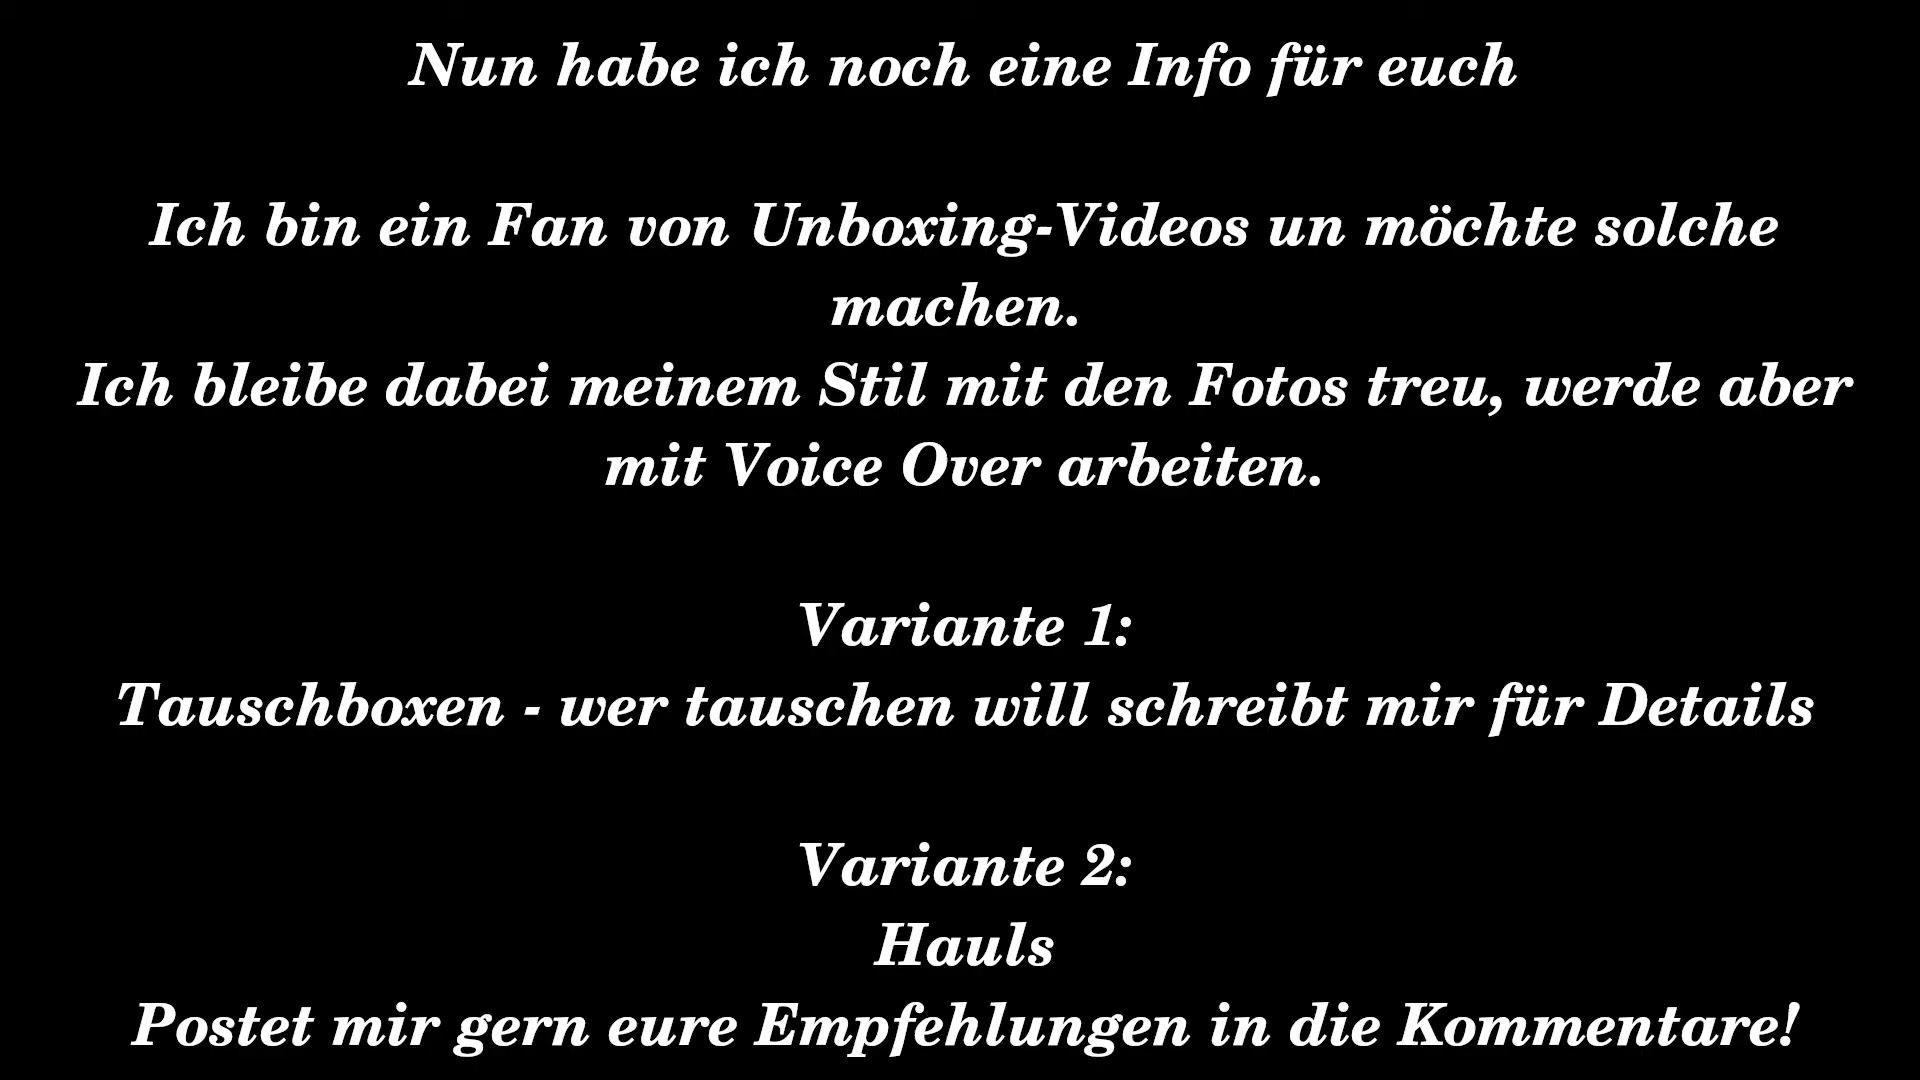 Nun habe ich noch eine Info für euch
Ich bin ein Fan von Unboxing-Videos un möchte solche
machen.
Ich bleibe dabei meinem Stil mit den Fotos treu, werde aber
mit Voice Over arbeiten.
Variante 1:
Tauschboxen - wer tauschen will schreibt mir für Details
Variante 2:
Hauls
Postet mir gern eure Empfehlungen in die Kommentare!